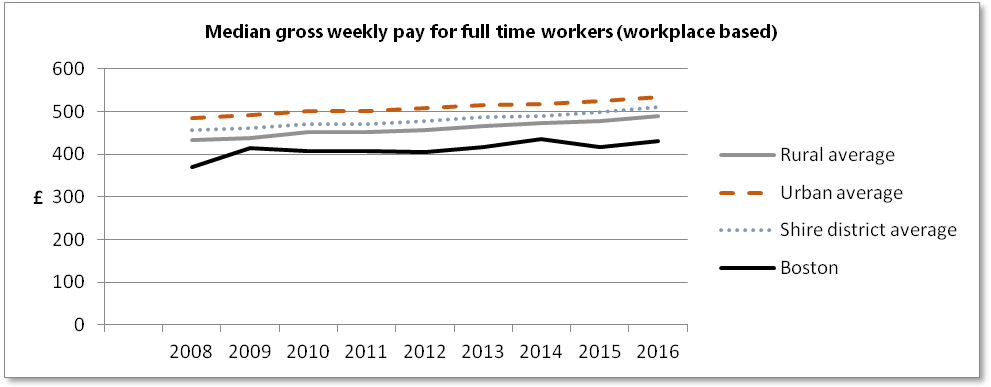 Median gross weekly pay for full time workers (workplace based)
600
500
400
300
200
100
0
£
2008 2009 2010 2011 2012 2013 2014 2015 2016
Rural average
Urban average
Shire district average
Boston